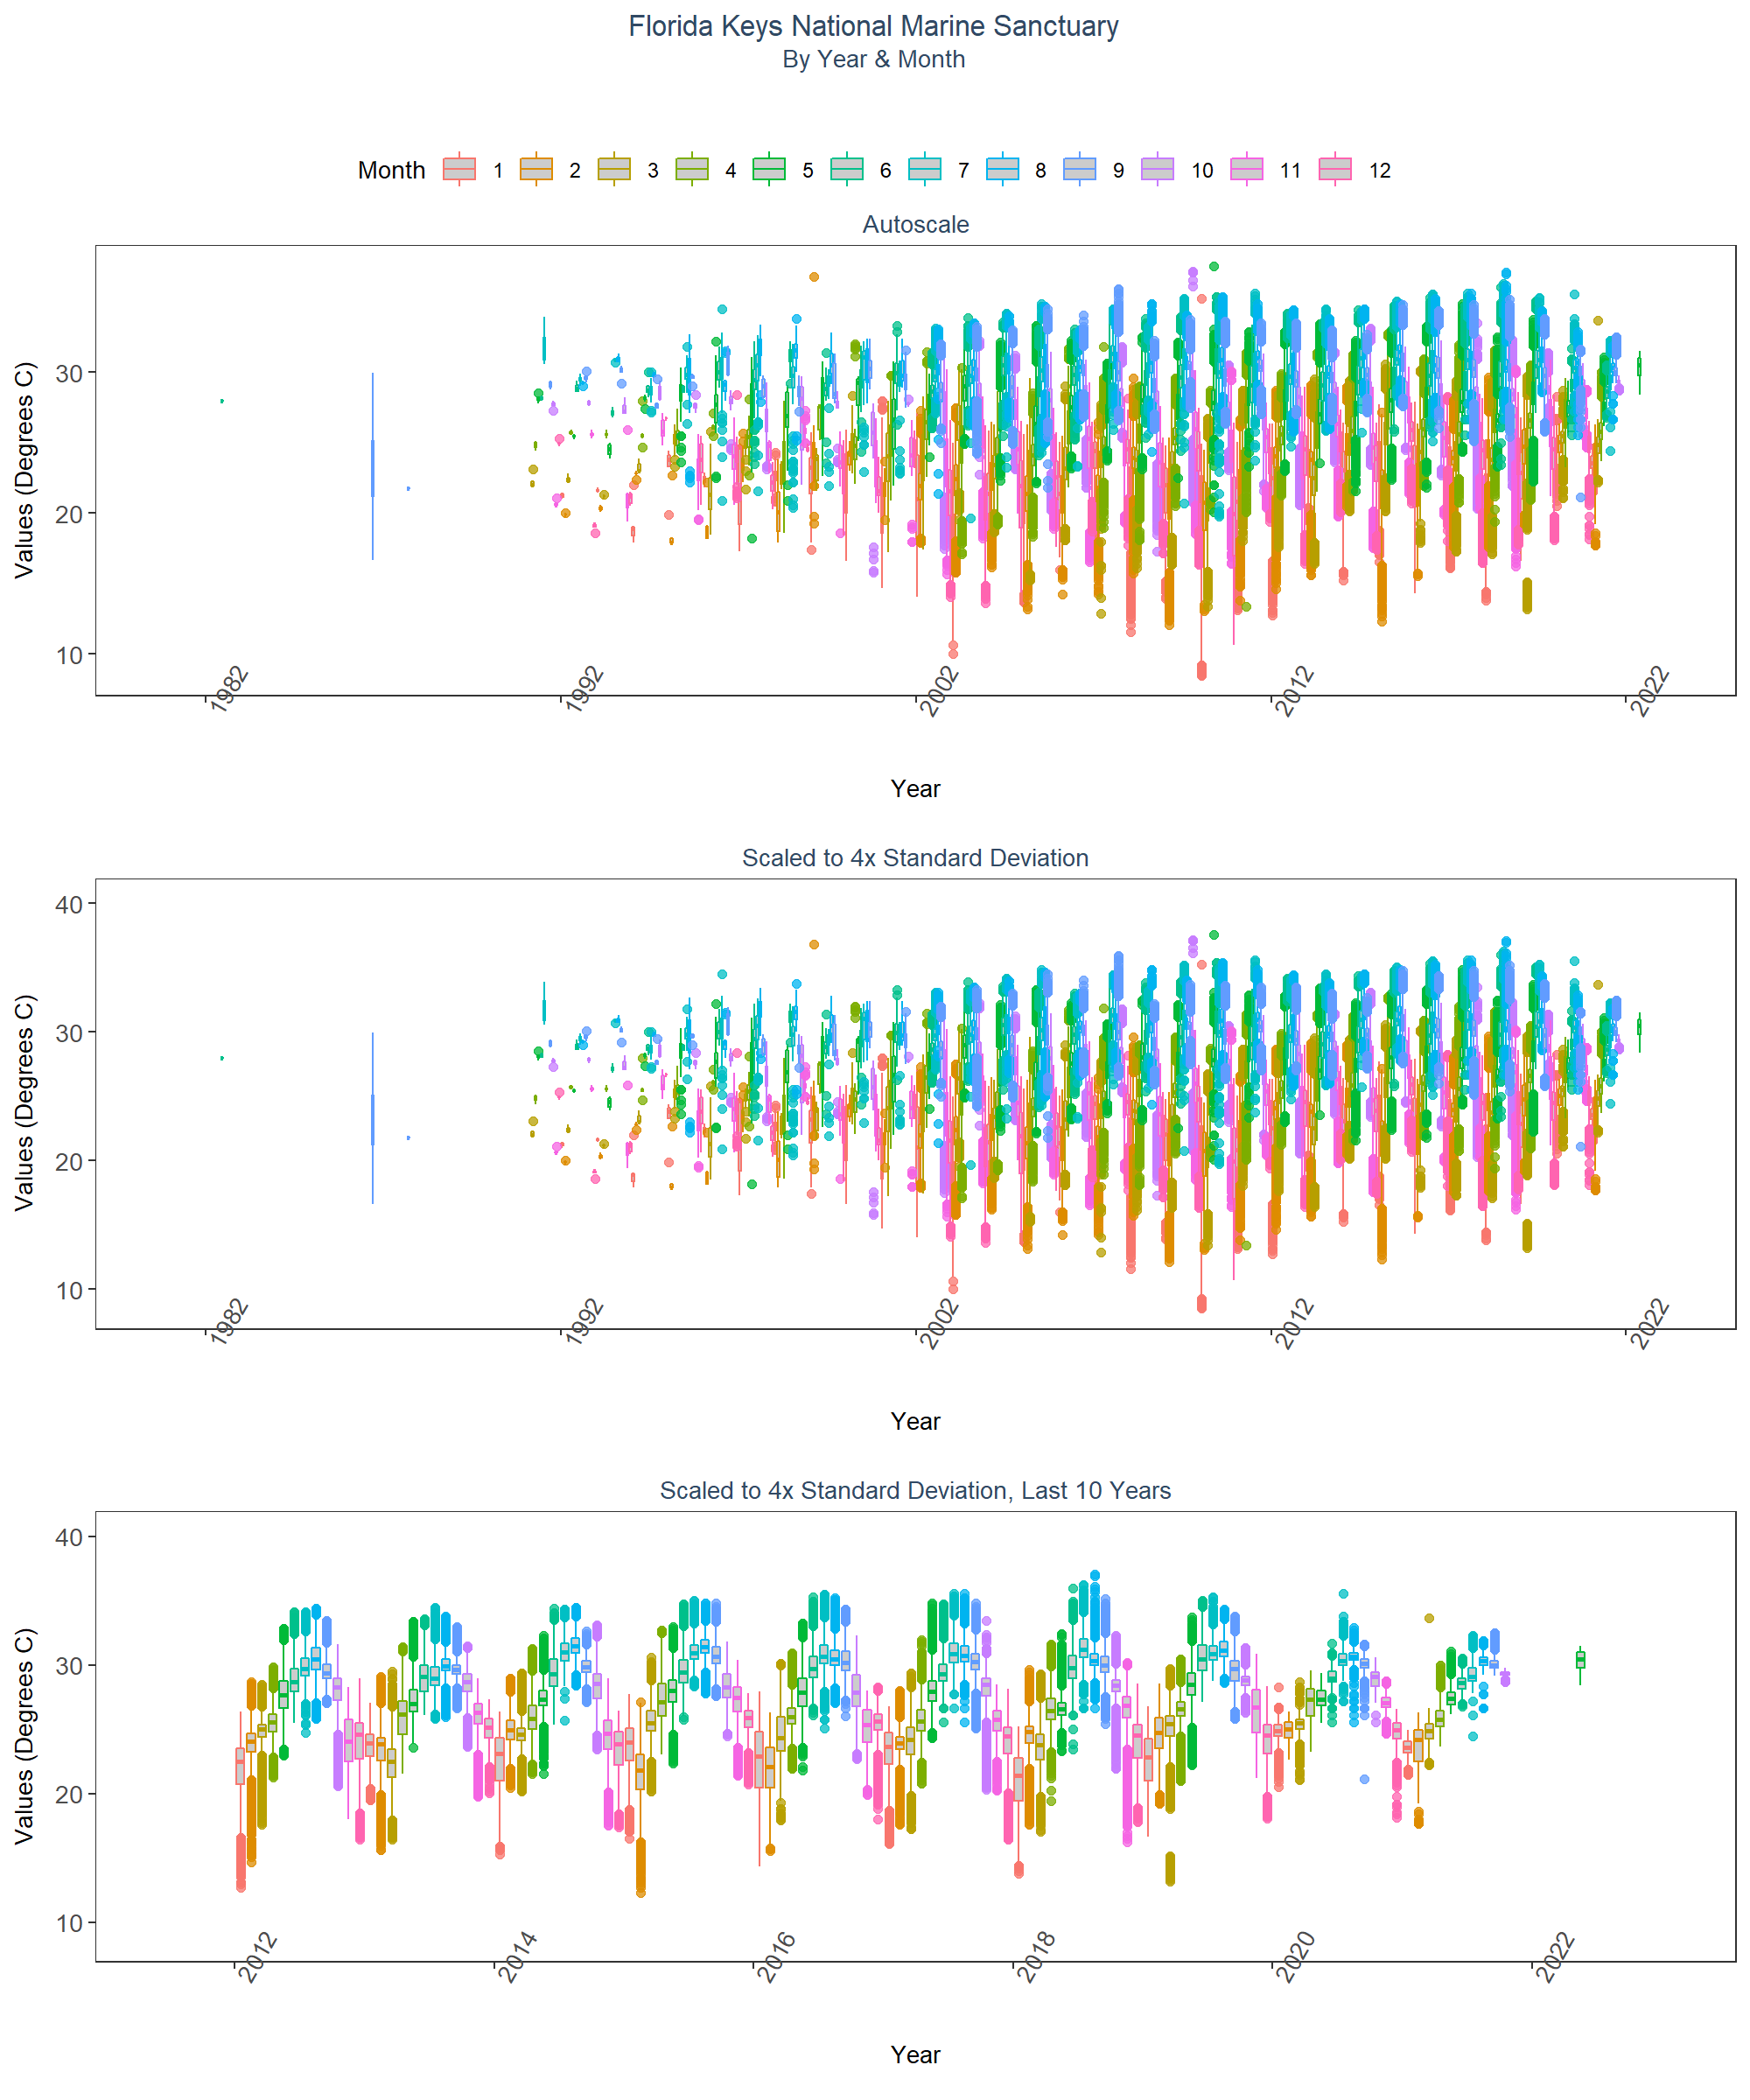 Florida Keys National Marine Sanctuary
By Year & Month
Month 1 2 3 4 5 6 7 8 9 10 11 12
Autoscale
Values (Degrees C)
30
20
10
1982 1992 2002 2012 2022
Year
Scaled to 4x Standard Deviation
Values (Degrees C)
40
30
20
10
1982 1992 2002 2012 2022
Year
Scaled to 4x Standard Deviation, Last 10 Years
Values (Degrees C)
40
30
20
10
2012 2014 2016 2018 2020 2022
Year